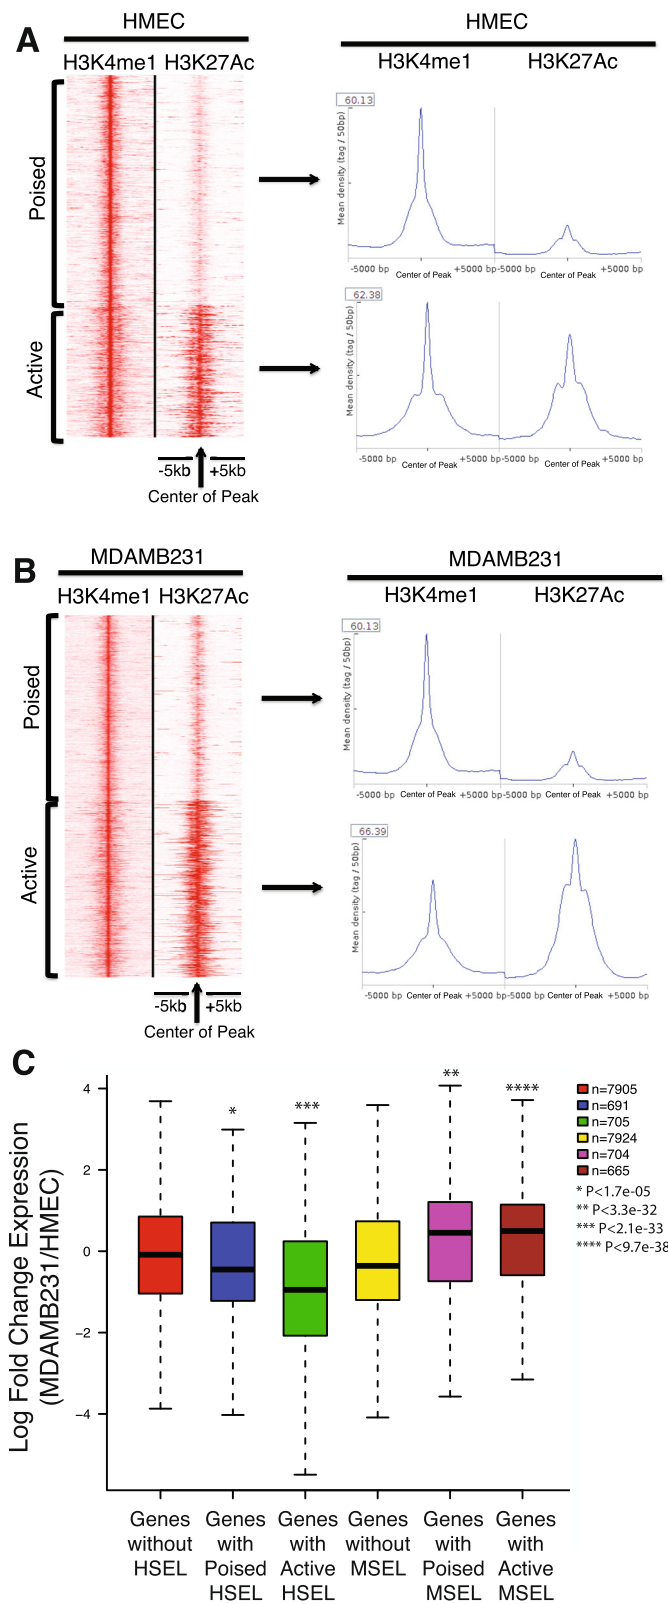 A
HMEC
H3K4me1 H3K27Ac
Poised
Active
-5kb +5kb
Center of Peak
HMEC
H3K4me1 H3K27Ac
60.13
Mean density (tag / 50bp)
-5000 bp Center of Peak +5000 bp -5000 bp Center of Peak +5000 bp
62.38
Mean density (tag / 50bp)
-5000 bp Center of Peak +5000 bp -5000 bp Center of Peak +5000 bp
B
MDAMB231
H3K4me1 H3K27Ac
Poised
Active
-5kb +5kb
Center of Peak
MDAMB231
H3K4me1 H3K27Ac
60.13
Mean density (tag / 50bp)
-5000 bp Center of Peak +5000 bp -5000 bp Center of Peak +5000 bp
66.39
Mean density (tag / 50bp)
-5000 bp Center of Peak +5000 bp -5000 bp Center of Peak +5000 bp
C
Log Fold Change Expression
(MDAMB231/HMEC)
4
2
0
−2
−4
*
***
**
****
n=7905
n=691
n=705
n=7924
n=704
n=665
* P<1.7e-05
** P<3.3e-32
*** P<2.1e-33
**** P<9.7e-38
Genes without HSEL
Genes with Poised HSEL
Genes with Active HSEL
Genes without MSEL
Genes with Poised MSEL
Genes with Active MSEL